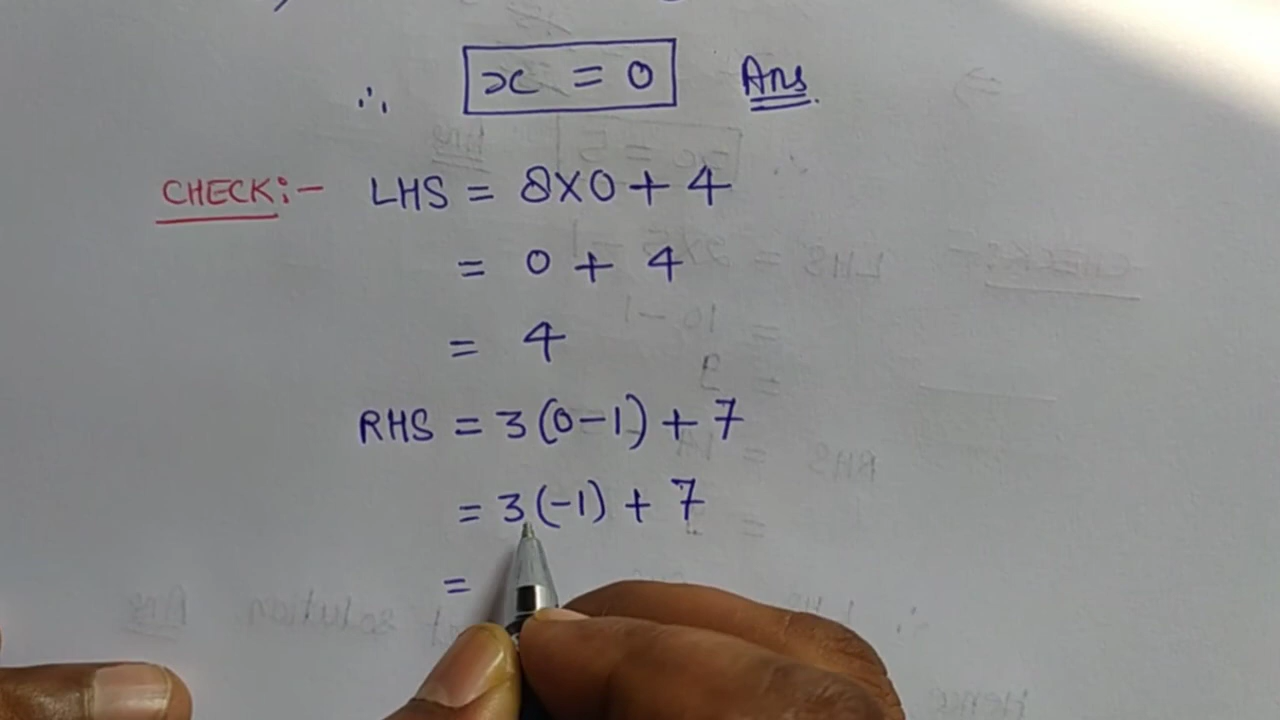 ∴ x = 0 Ans.
CHECK:- LHS = 8×0 + 4
= 0 + 4
= 4
RHS = 3(0-1) + 7
= 3(-1) + 7
=